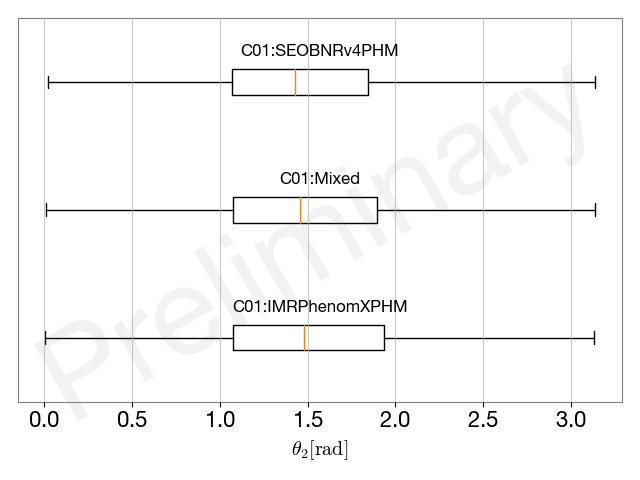 C01:SEOBNRv4PHM
C01:Mixed
C01:IMRPhenomXPHM
0.0 0.5 1.0 1.5 2.0 2.5 3.0
θ₂[rad]
Preliminary